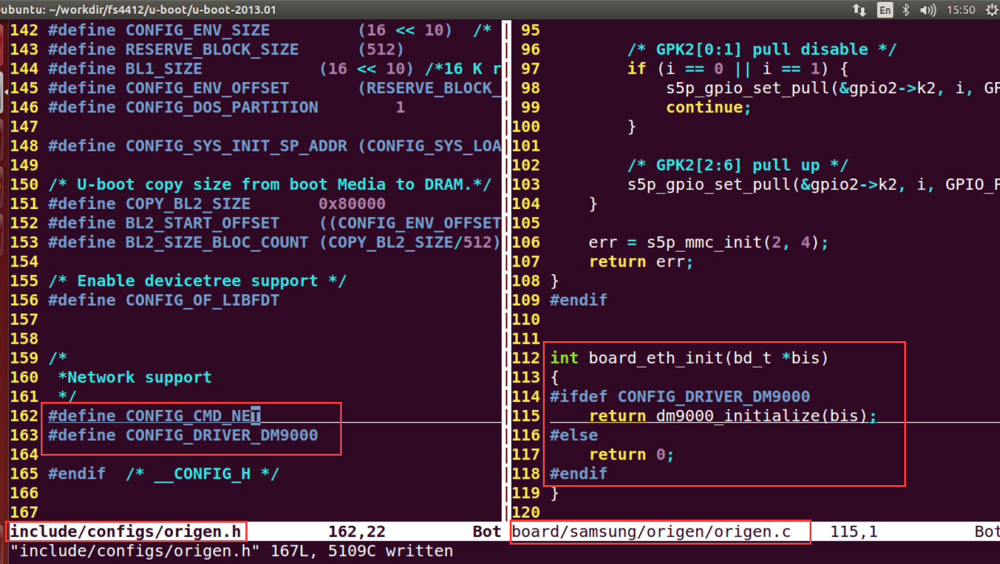 ubuntu: ~/workdir/fs4412/u-boot/u-boot-2013.01
En
15:50
142 #define CONFIG_ENV_SIZE (16 << 10) /*
143 #define RESERVE_BLOCK_SIZE (512)
144 #define BL1_SIZE (16 << 10) /*16 K r
145 #define CONFIG_ENV_OFFSET (RESERVE_BLOCK_
146 #define CONFIG_DOS_PARTITION 1
147
148 #define CONFIG_SYS_INIT_SP_ADDR (CONFIG_SYS_LOA
149
150 /* U-boot copy size from boot Media to DRAM.*/
151 #define COPY_BL2_SIZE 0x80000
152 #define BL2_START_OFFSET ((CONFIG_ENV_OFFSET
153 #define BL2_SIZE_BLOC_COUNT (COPY_BL2_SIZE/512)
154
155 /* Enable devicetree support */
156 #define CONFIG_OF_LIBFDT
157
158
159 /*
160 *Network support
161 */
162 #define CONFIG_CMD_NET
163 #define CONFIG_DRIVER_DM9000
164
165 #endif /* __CONFIG_H */
166
167
include/configs/origen.h 162,22 Bot
"include/configs/origen.h" 167L, 5109C written
95
96 /* GPK2[0:1] pull disable */
97 if (i == 0 || i == 1) {
98 s5p_gpio_set_pull(&gpio2->k2, i, GP
99 continue;
100 }
101
102 /* GPK2[2:6] pull up */
103 s5p_gpio_set_pull(&gpio2->k2, i, GPIO_P
104 }
105
106 err = s5p_mmc_init(2, 4);
107 return err;
108 }
109 #endif
110
111
112 int board_eth_init(bd_t *bis)
113 {
114 #ifdef CONFIG_DRIVER_DM9000
115 return dm9000_initialize(bis);
116 #else
117 return 0;
118 #endif
119 }
120
board/samsung/origen/origen.c 115,1 Bot